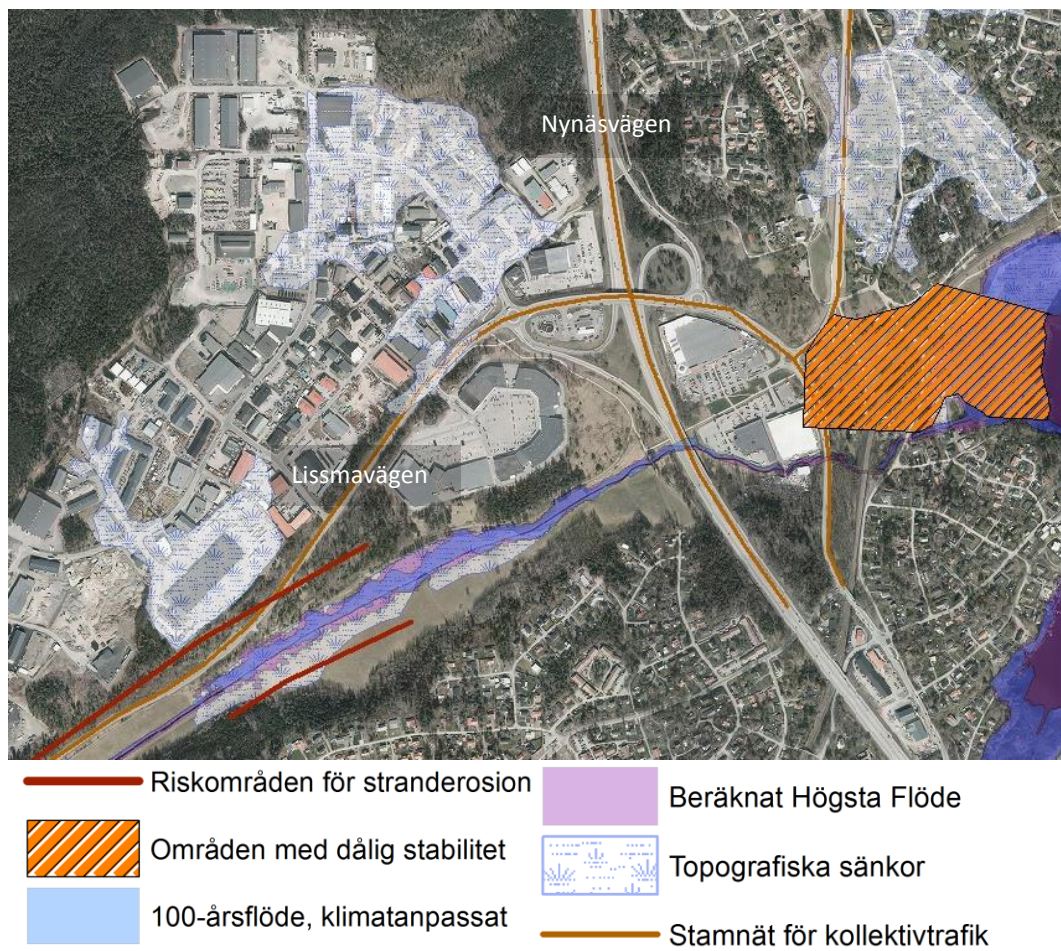 Nynäsvägen
Lissmavägen
Riskområden för stranderosion
Områden med dålig stabilitet
100-årsflöde, klimatanpassat
Beräknat Högsta Flöde
Topografiska sänkor
Stamnät för kollektivtrafik